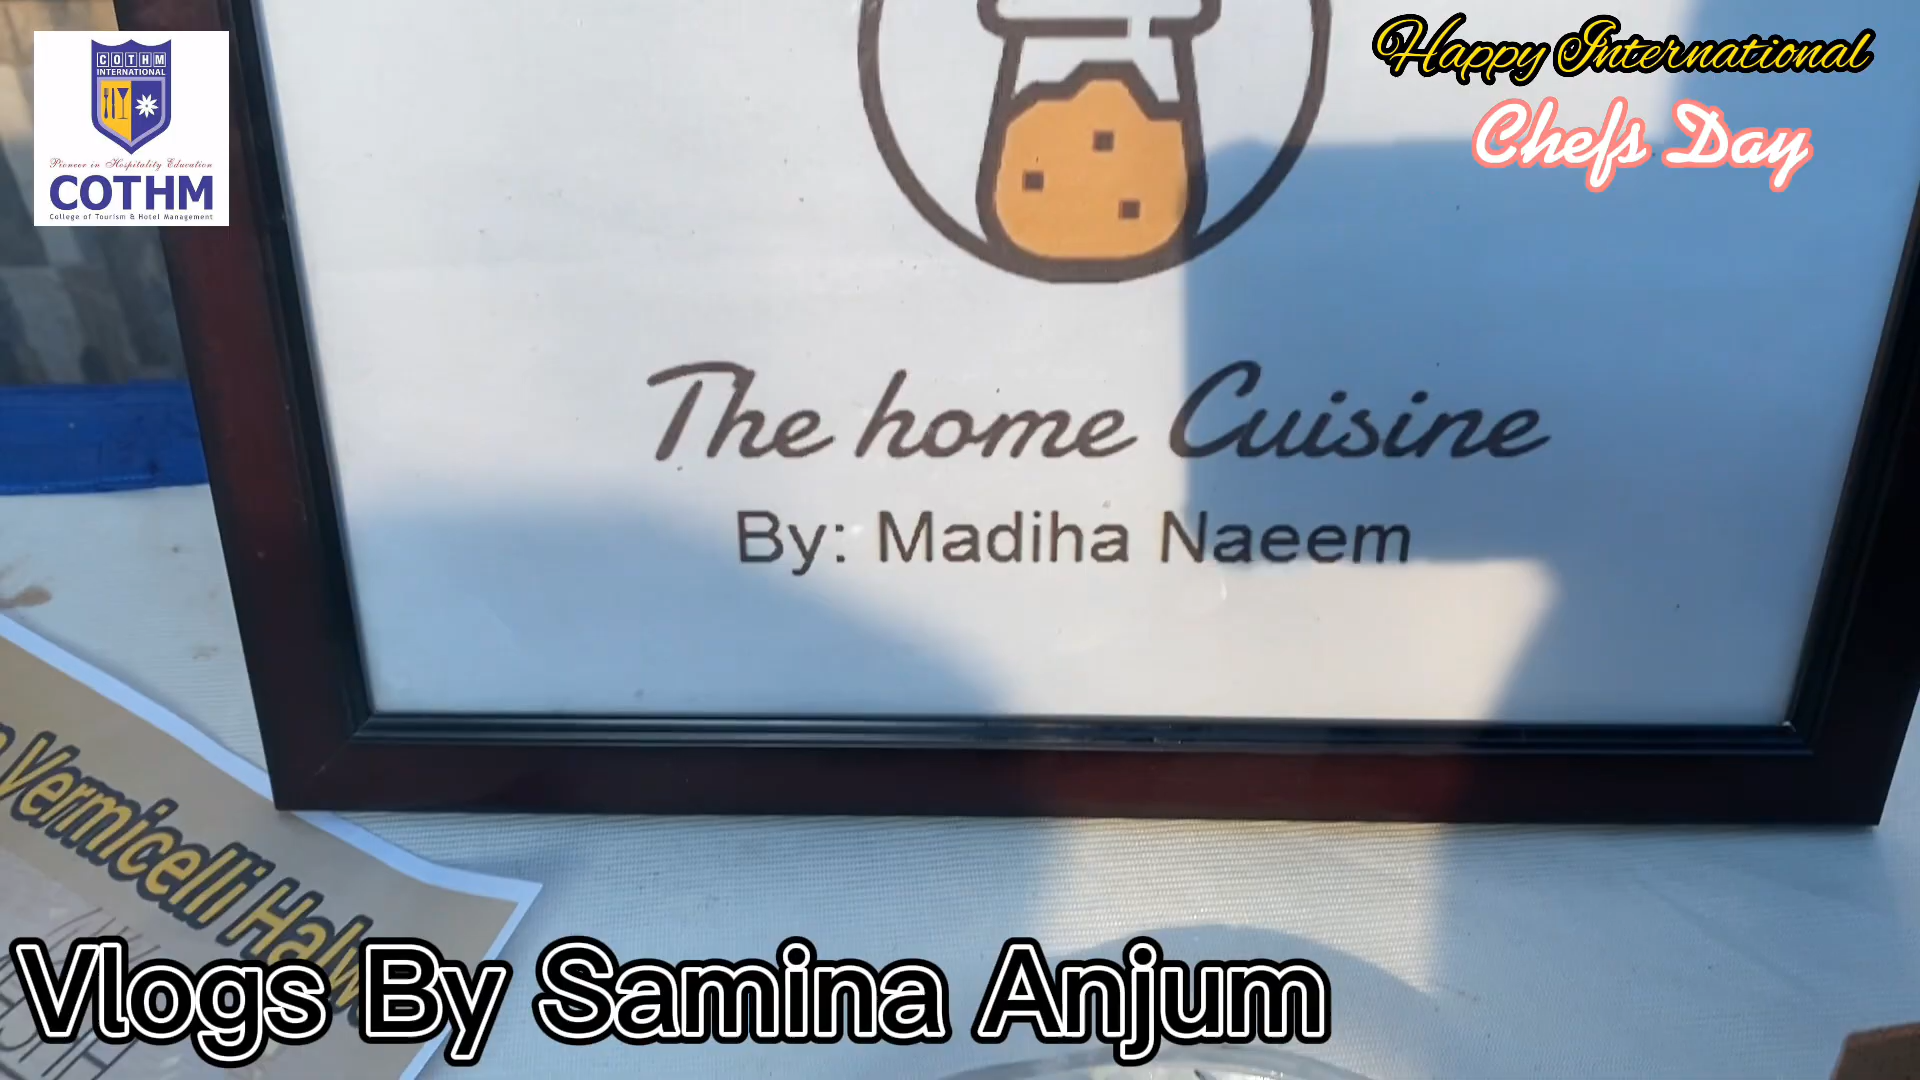 COTHM
INTERNATIONAL
Pioneer in Hospitality Education
COTHM
College of Tourism & Hotel Management
Happy International
Chefs Day
The home Cuisine
By: Madiha Naeem
Vermicelli
Vlogs By Samina Anjum